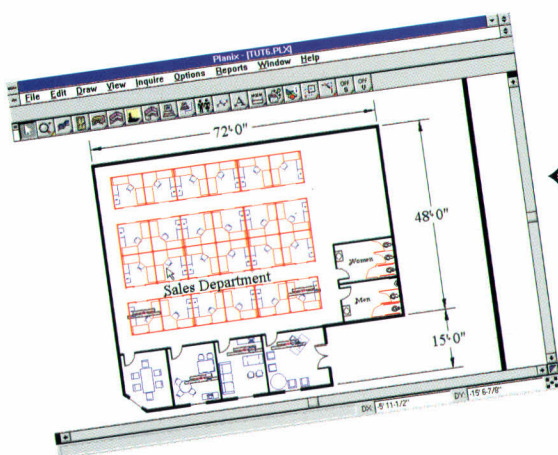 Planix - [TUT6.PLX]
File Edit Draw View Inquire Options Reports Window Help
72'-0"
48'-0"
Women
Men
Sales Department
15'-0"
DX: -5' 11-1/2" DY: -15' 6-7/8"